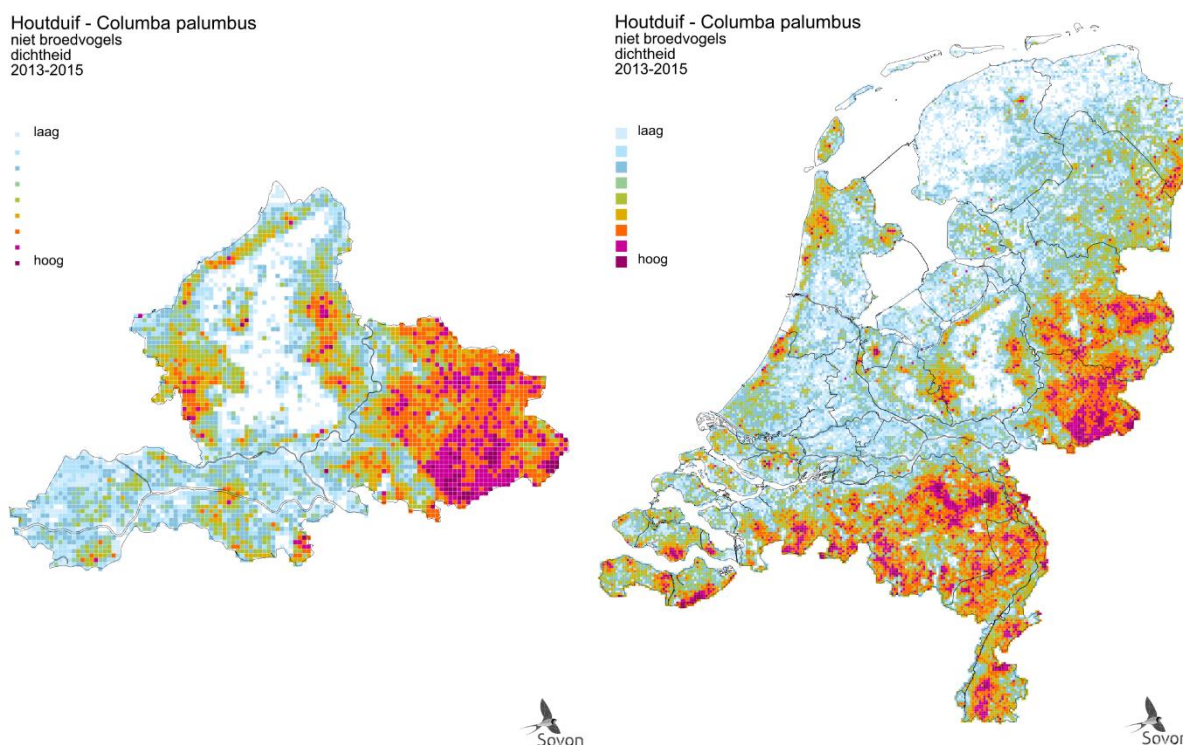 Houtduif - Columba palumbus
niet broedvogels
dichtheid
2013-2015
laag
hoog
Sovon
Houtduif - Columba palumbus
niet broedvogels
dichtheid
2013-2015
laag
hoog
Sovon